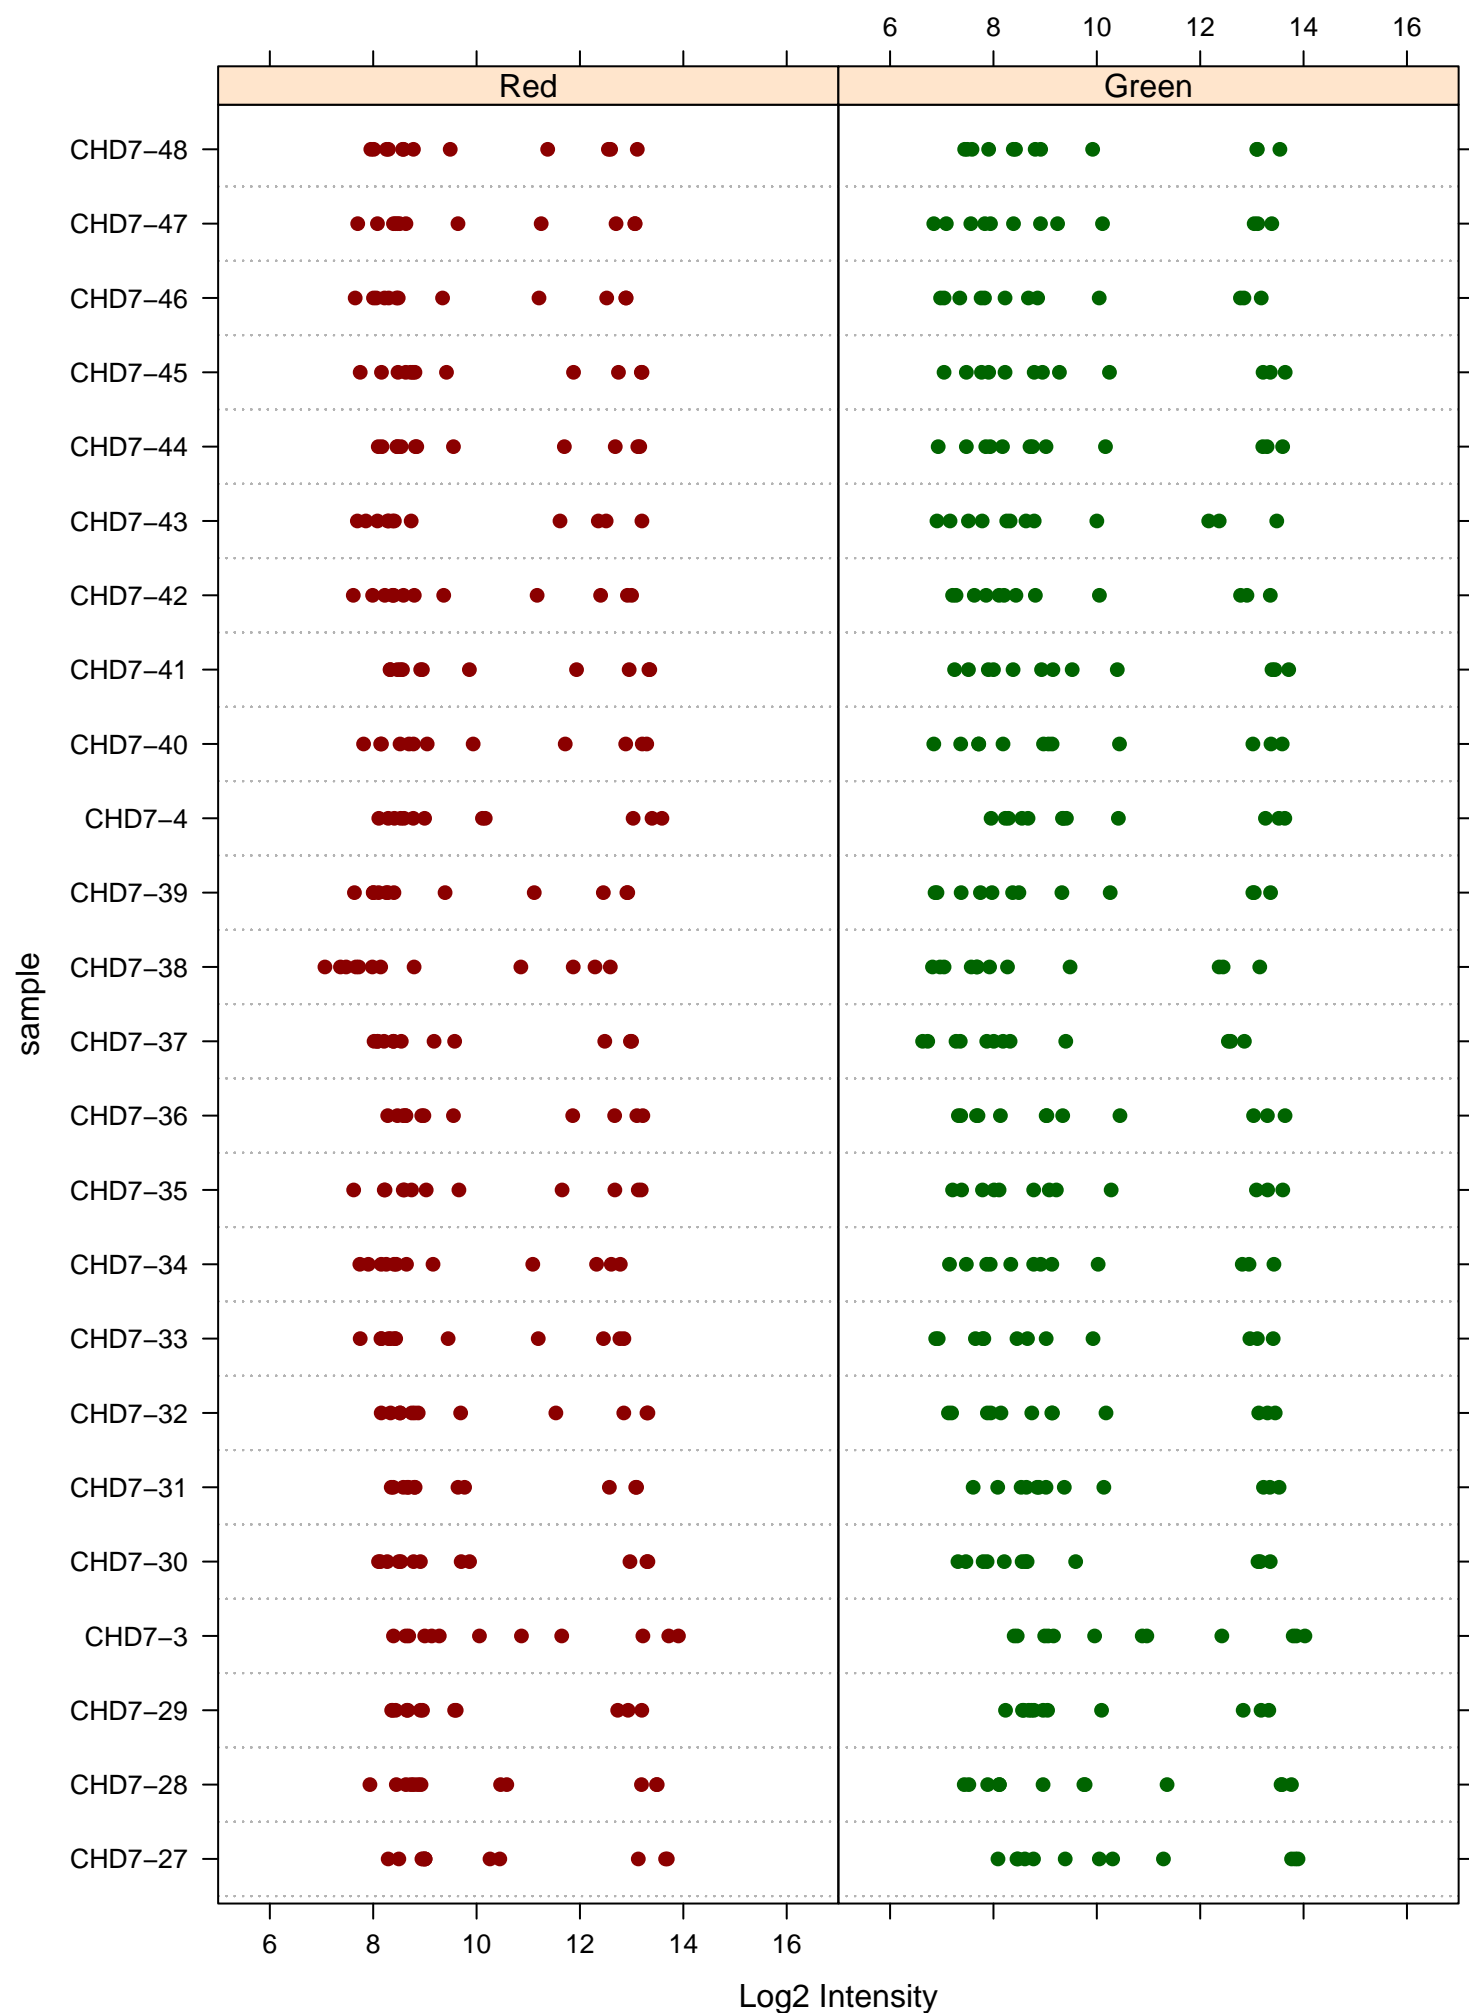 6 8 10 12 14 16
Red Green
CHD7−48
CHD7−47
CHD7−46
CHD7−45
CHD7−44
CHD7−43
CHD7−42
CHD7−41
CHD7−40
CHD7−4
CHD7−39
CHD7−38
CHD7−37
CHD7−36
CHD7−35
CHD7−34
CHD7−33
CHD7−32
CHD7−31
CHD7−30
CHD7−3
CHD7−29
CHD7−28
CHD7−27
sample
6 8 10 12 14 16
Log2 Intensity